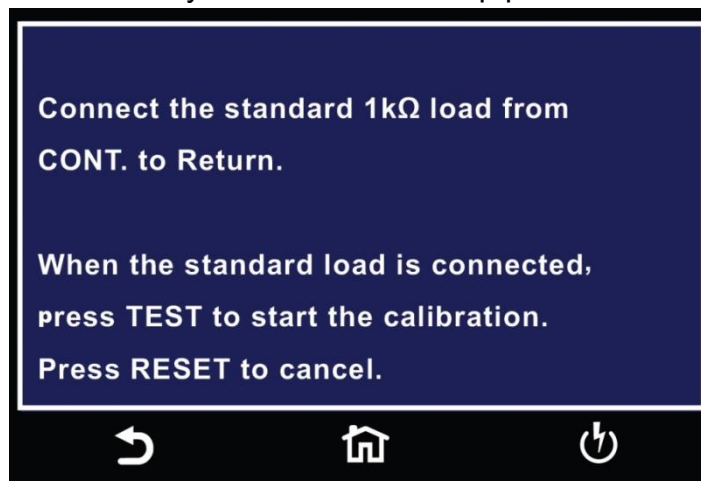 Connect the standard 1kΩ load from
CONT. to Return.
When the standard load is connected,
press TEST to start the calibration.
Press RESET to cancel.